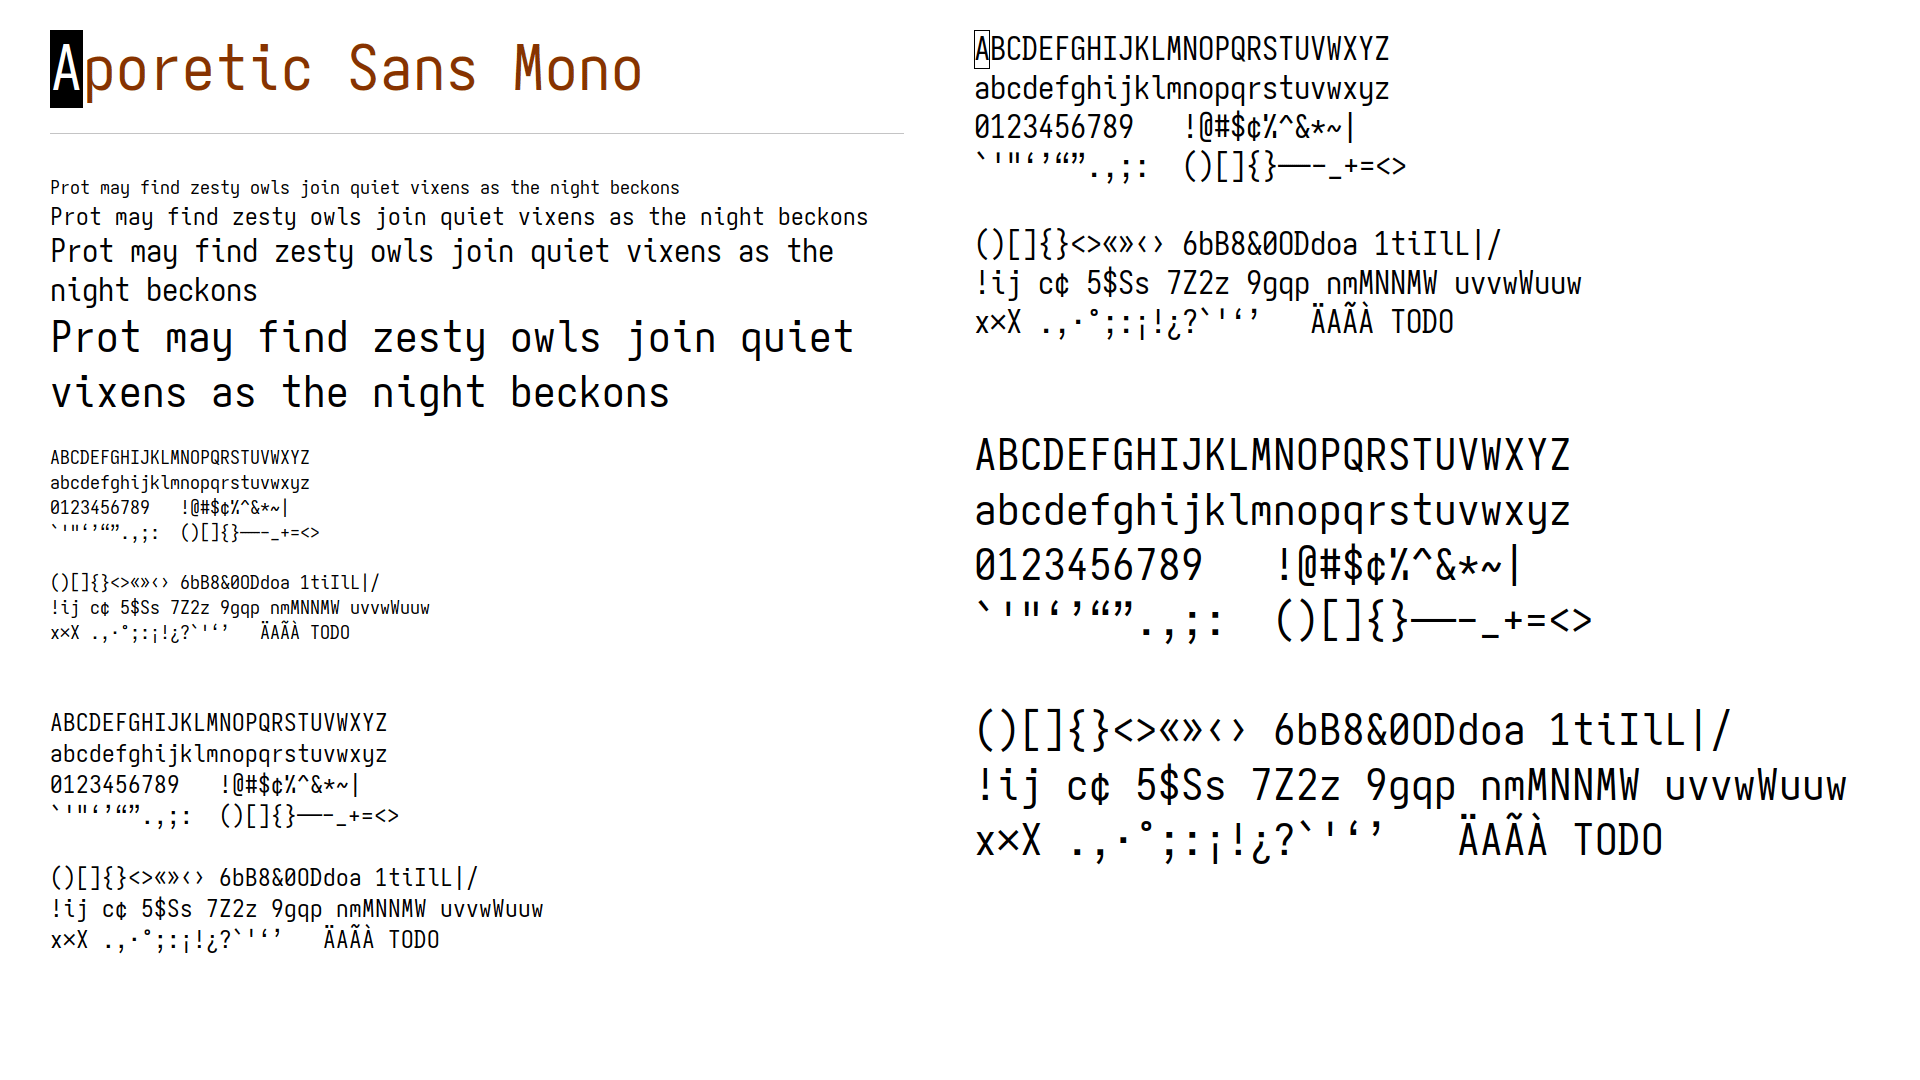 Aporetic Sans Mono
Prot may find zesty owls join quiet vixens as the night beckons
Prot may find zesty owls join quiet vixens as the night beckons
Prot may find zesty owls join quiet vixens as the
night beckons
Prot may find zesty owls join quiet
vixens as the night beckons
ABCDEFGHIJKLMNOPQRSTUVWXYZ
abcdefghijklmnopqrstuvwxyz
0123456789   !@#$¢%^&*~|
`'"‘’“”.,;:  ()[]{}—–-_+=<>
()[]{}<>«»‹› 6bB8&0ODdoa 1tiIlL|/
!ij c¢ 5$Ss 7Z2z 9gqp nmMNNMW uvvwWuuw
x×X .,·°;:¡!¿?`'‘’   ÄAÃÀ TODO
ABCDEFGHIJKLMNOPQRSTUVWXYZ
abcdefghijklmnopqrstuvwxyz
0123456789   !@#$¢%^&*~|
`'"‘’“”.,;:  ()[]{}—–-_+=<>
()[]{}<>«»‹› 6bB8&0ODdoa 1tiIlL|/
!ij c¢ 5$Ss 7Z2z 9gqp nmMNNMW uvvwWuuw
x×X .,·°;:¡!¿?`'‘’   ÄAÃÀ TODO
ABCDEFGHIJKLMNOPQRSTUVWXYZ
abcdefghijklmnopqrstuvwxyz
0123456789   !@#$¢%^&*~|
`'"‘’“”.,;:  ()[]{}—–-_+=<>
()[]{}<>«»‹› 6bB8&0ODdoa 1tiIlL|/
!ij c¢ 5$Ss 7Z2z 9gqp nmMNNMW uvvwWuuw
x×X .,·°;:¡!¿?`'‘’   ÄAÃÀ TODO
ABCDEFGHIJKLMNOPQRSTUVWXYZ
abcdefghijklmnopqrstuvwxyz
0123456789   !@#$¢%^&*~|
`'"‘’“”.,;:  ()[]{}—–-_+=<>
()[]{}<>«»‹› 6bB8&0ODdoa 1tiIlL|/
!ij c¢ 5$Ss 7Z2z 9gqp nmMNNMW uvvwWuuw
x×X .,·°;:¡!¿?`'‘’   ÄAÃÀ TODO